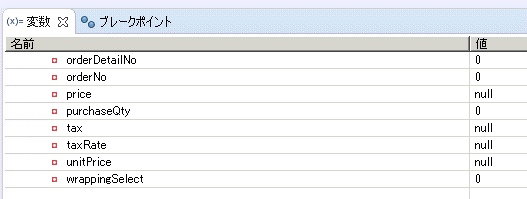 (x)= 変数 ブレークポイント
名前 値
orderDetailNo 0
orderNo 0
price null
purchaseQty 0
tax null
taxRate null
unitPrice null
wrappingSelect 0